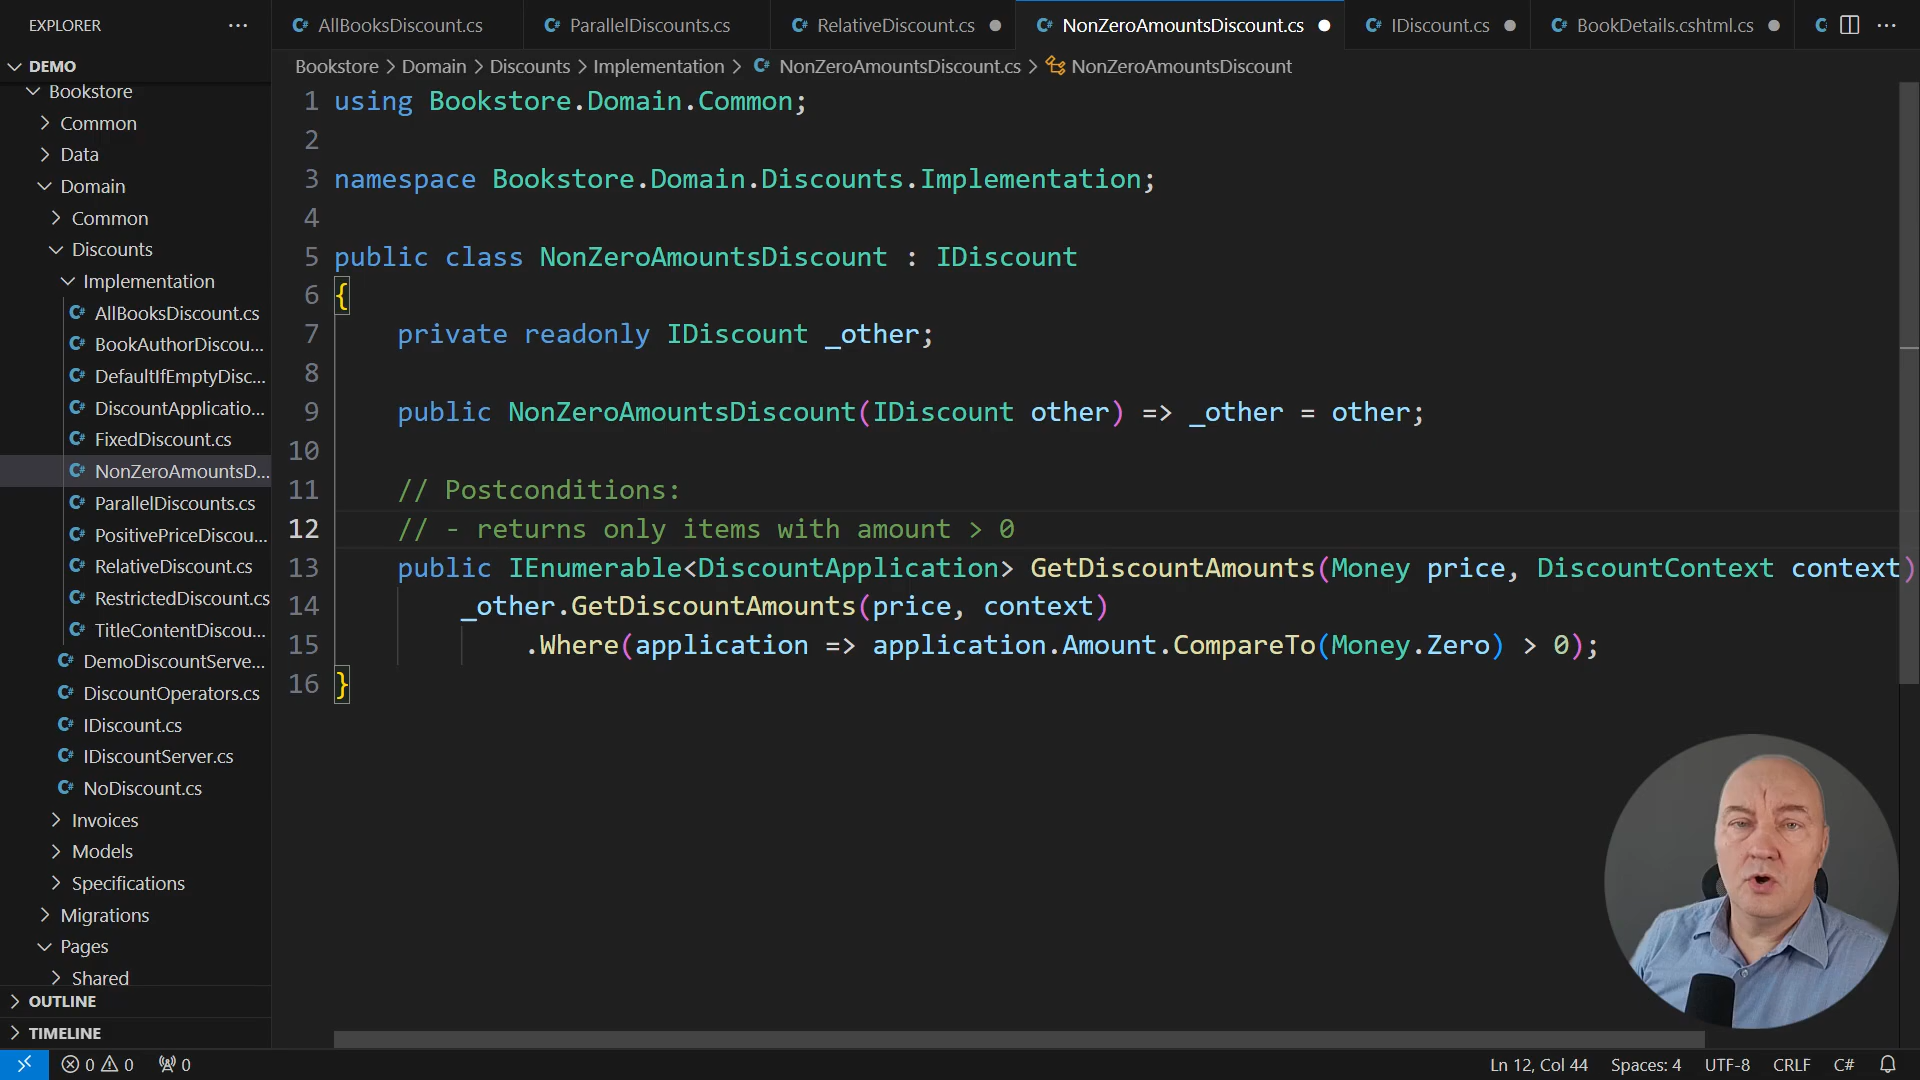 EXPLORER
DEMO
Bookstore
Common
Data
Domain
Common
Discounts
Implementation
AllBooksDiscount.cs
BookAuthorDiscou...
DefaultIfEmptyDisc...
DiscountApplicatio...
FixedDiscount.cs
NonZeroAmountsD...
ParallelDiscounts.cs
PositivePriceDiscou...
RelativeDiscount.cs
RestrictedDiscount.cs
TitleContentDiscou...
DemoDiscountServe...
DiscountOperators.cs
IDiscount.cs
IDiscountServer.cs
NoDiscount.cs
Invoices
Models
Specifications
Migrations
Pages
Shared
OUTLINE
TIMELINE
AllBooksDiscount.cs ParallelDiscounts.cs RelativeDiscount.cs NonZeroAmountsDiscount.cs IDiscount.cs BookDetails.cshtml.cs
Bookstore > Domain > Discounts > Implementation > NonZeroAmountsDiscount.cs > NonZeroAmountsDiscount
1 using Bookstore.Domain.Common;
2
3 namespace Bookstore.Domain.Discounts.Implementation;
4
5 public class NonZeroAmountsDiscount : IDiscount
6 {
7 private readonly IDiscount _other;
8
9 public NonZeroAmountsDiscount(IDiscount other) => _other = other;
10
11 // Postconditions:
12 // - returns only items with amount > 0
13 public IEnumerable<DiscountApplication> GetDiscountAmounts(Money price, DiscountContext context)
14 _other.GetDiscountAmounts(price, context)
15 .Where(application => application.Amount.CompareTo(Money.Zero) > 0);
16 }
0 0 0 Ln 12, Col 44 Spaces: 4 UTF-8 CRLF C#